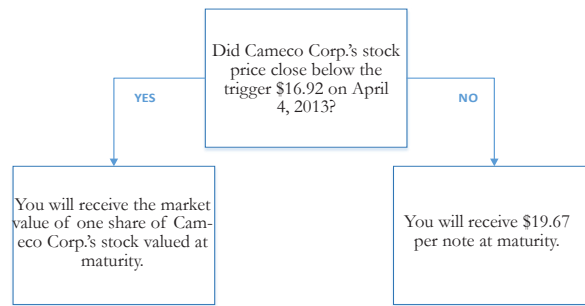 Did Cameco Corp.'s stock
price close below the
trigger $16.92 on April
4, 2013?
YES
NO
You will receive the market
value of one share of Cam-
eco Corp.'s stock valued at
maturity.
You will receive $19.67
per note at maturity.